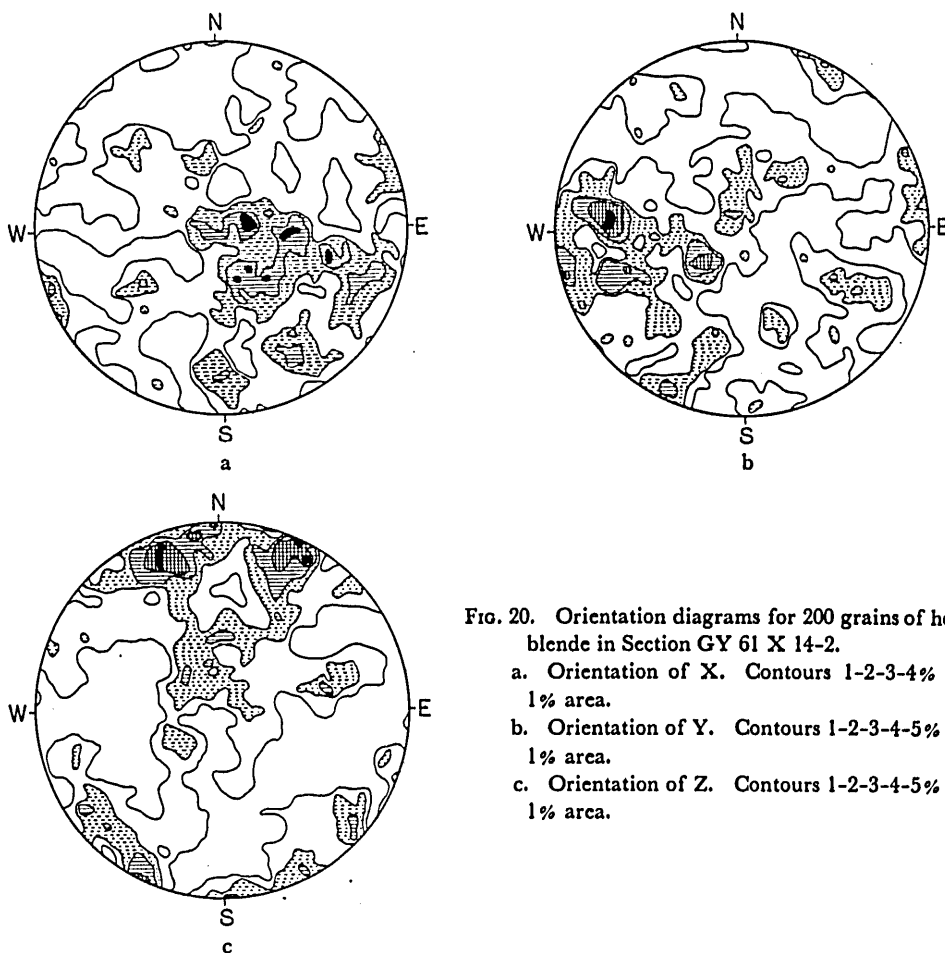 N
W
E
S
a
N
W
E
S
b
N
W
E
S
c
FIG. 20. Orientation diagrams for 200 grains of
blende in Section GY 61 X 14-2.
a. Orientation of X. Contours 1-2-3-4%
1% area.
b. Orientation of Y. Contours 1-2-3-4-5%
1% area.
c. Orientation of Z. Contours 1-2-3-4-5%
1% area.